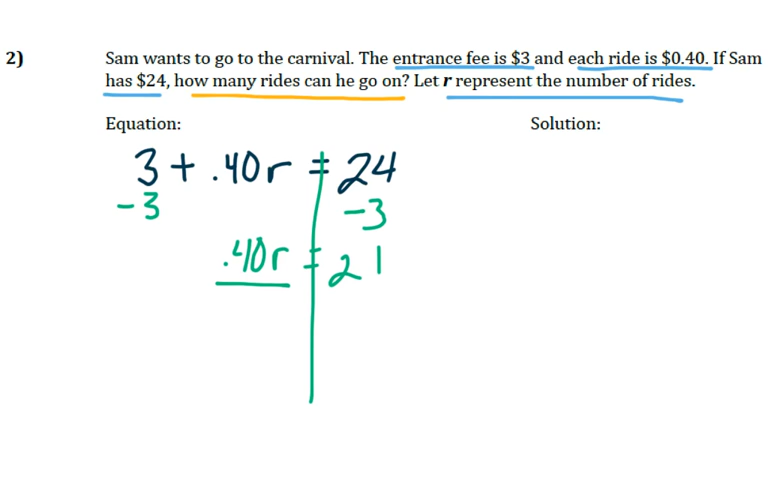 2) Sam wants to go to the carnival. The entrance fee is $3 and each ride is $0.40. If Sam
has $24, how many rides can he go on? Let r represent the number of rides.
Equation: Solution:
3 + .40r = 24
-3 -3
.40r = 21